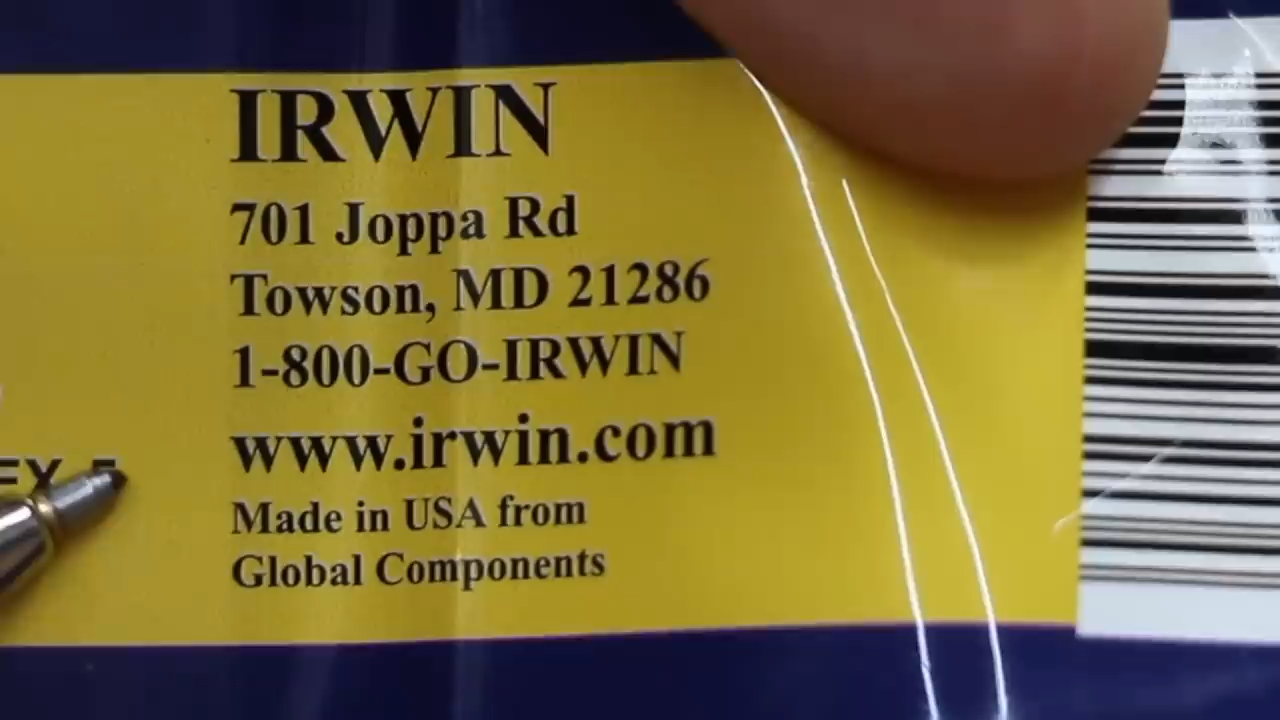 IRWIN
701 Joppa Rd
Towson, MD 21286
1-800-GO-IRWIN
www.irwin.com
Made in USA from
Global Components